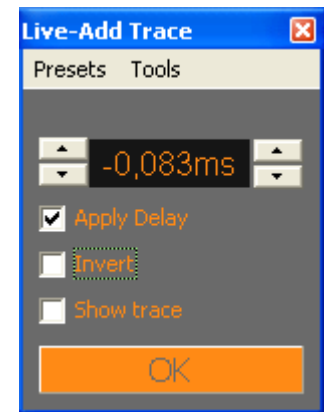 Live-Add Trace
Presets Tools
-0,083ms
Apply Delay
Invert
Show trace
OK